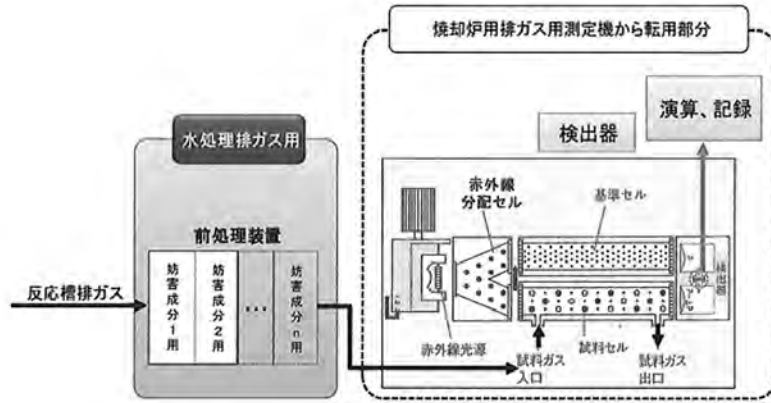 焼却炉用排ガス用測定機から転用部分
演算、記録
検出器
水処理排ガス用
赤外線
分配セル
基準セル
前処理装置
妨害成分1用
妨害成分2用
・・・
妨害成分n用
検出器
反応槽排ガス
赤外線光源
試料ガス
入口
試料セル
試料ガス
出口